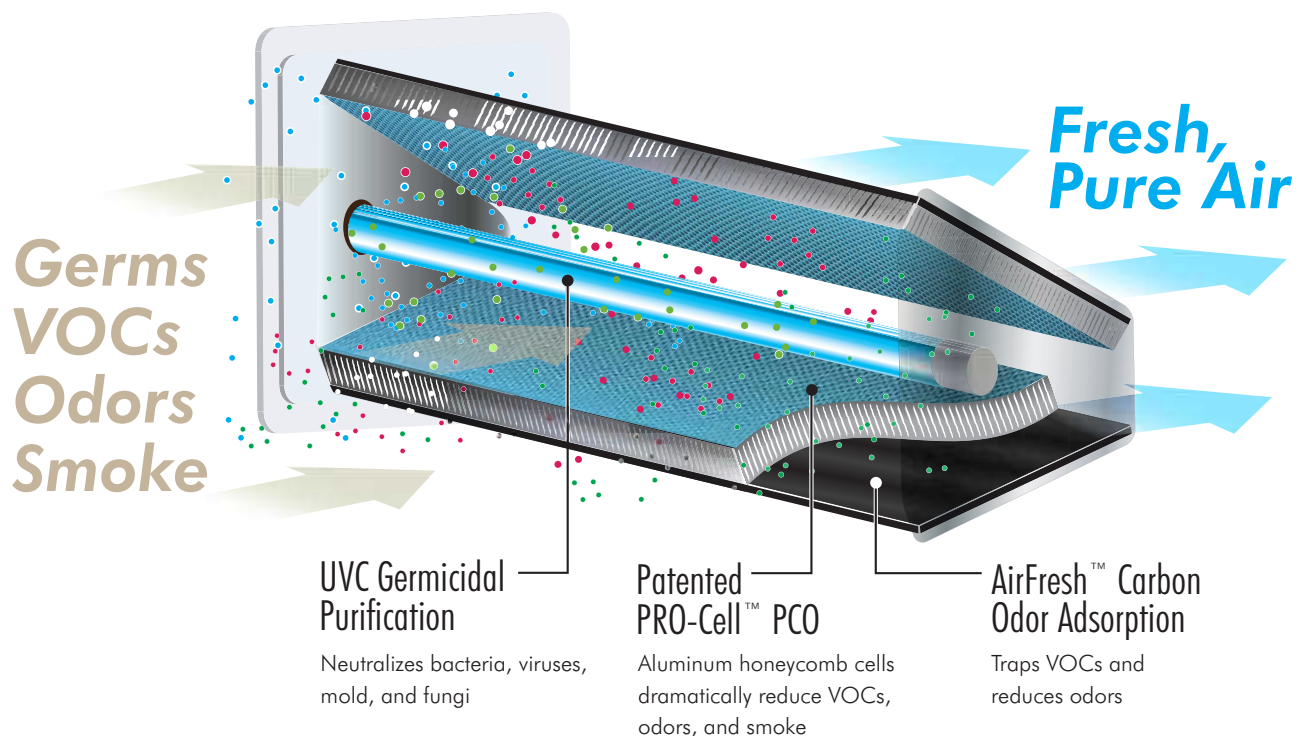 Fresh,
Pure Air
Germs
VOCs
Odors
Smoke
UVC Germicidal
Purification
Neutralizes bacteria, viruses,
mold, and fungi
Patented
PRO-Cell™ PCO
Aluminum honeycomb cells
dramatically reduce VOCs,
odors, and smoke
AirFresh™ Carbon
Odor Adsorption
Traps VOCs and
reduces odors